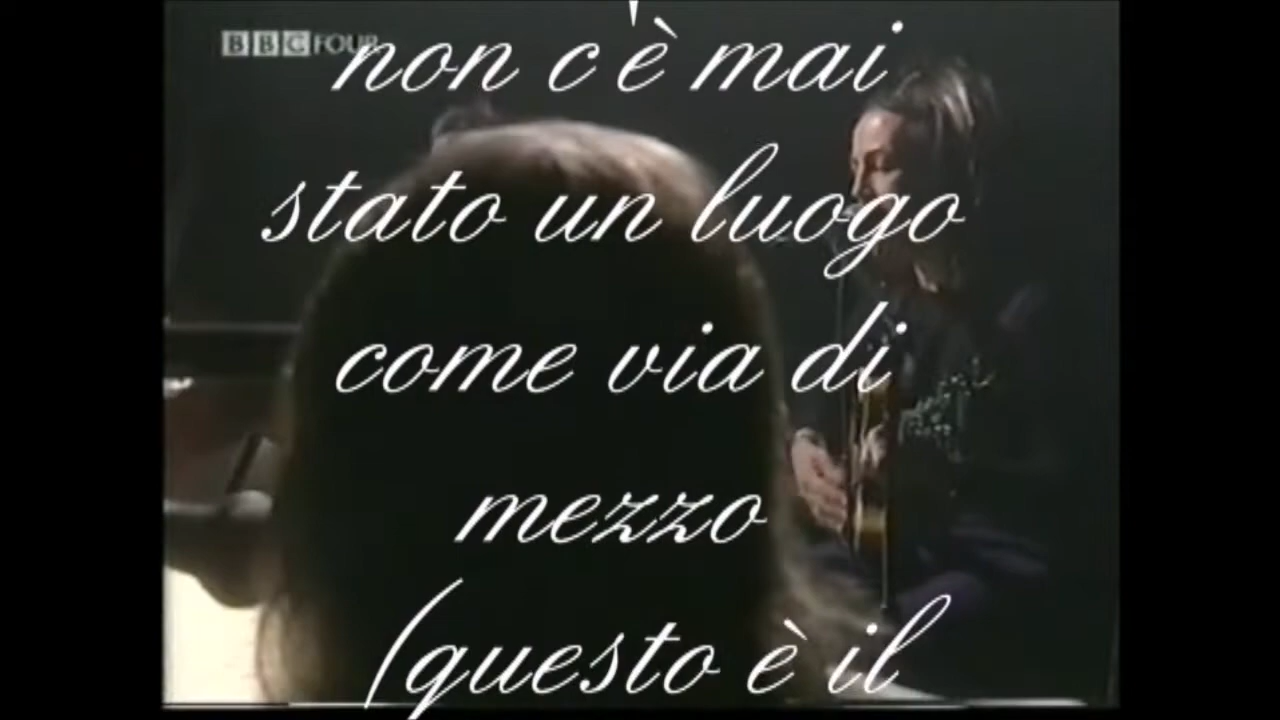 BBC FOUR
non c'è mai
stato un luogo
come via di
mezzo
(questo è il